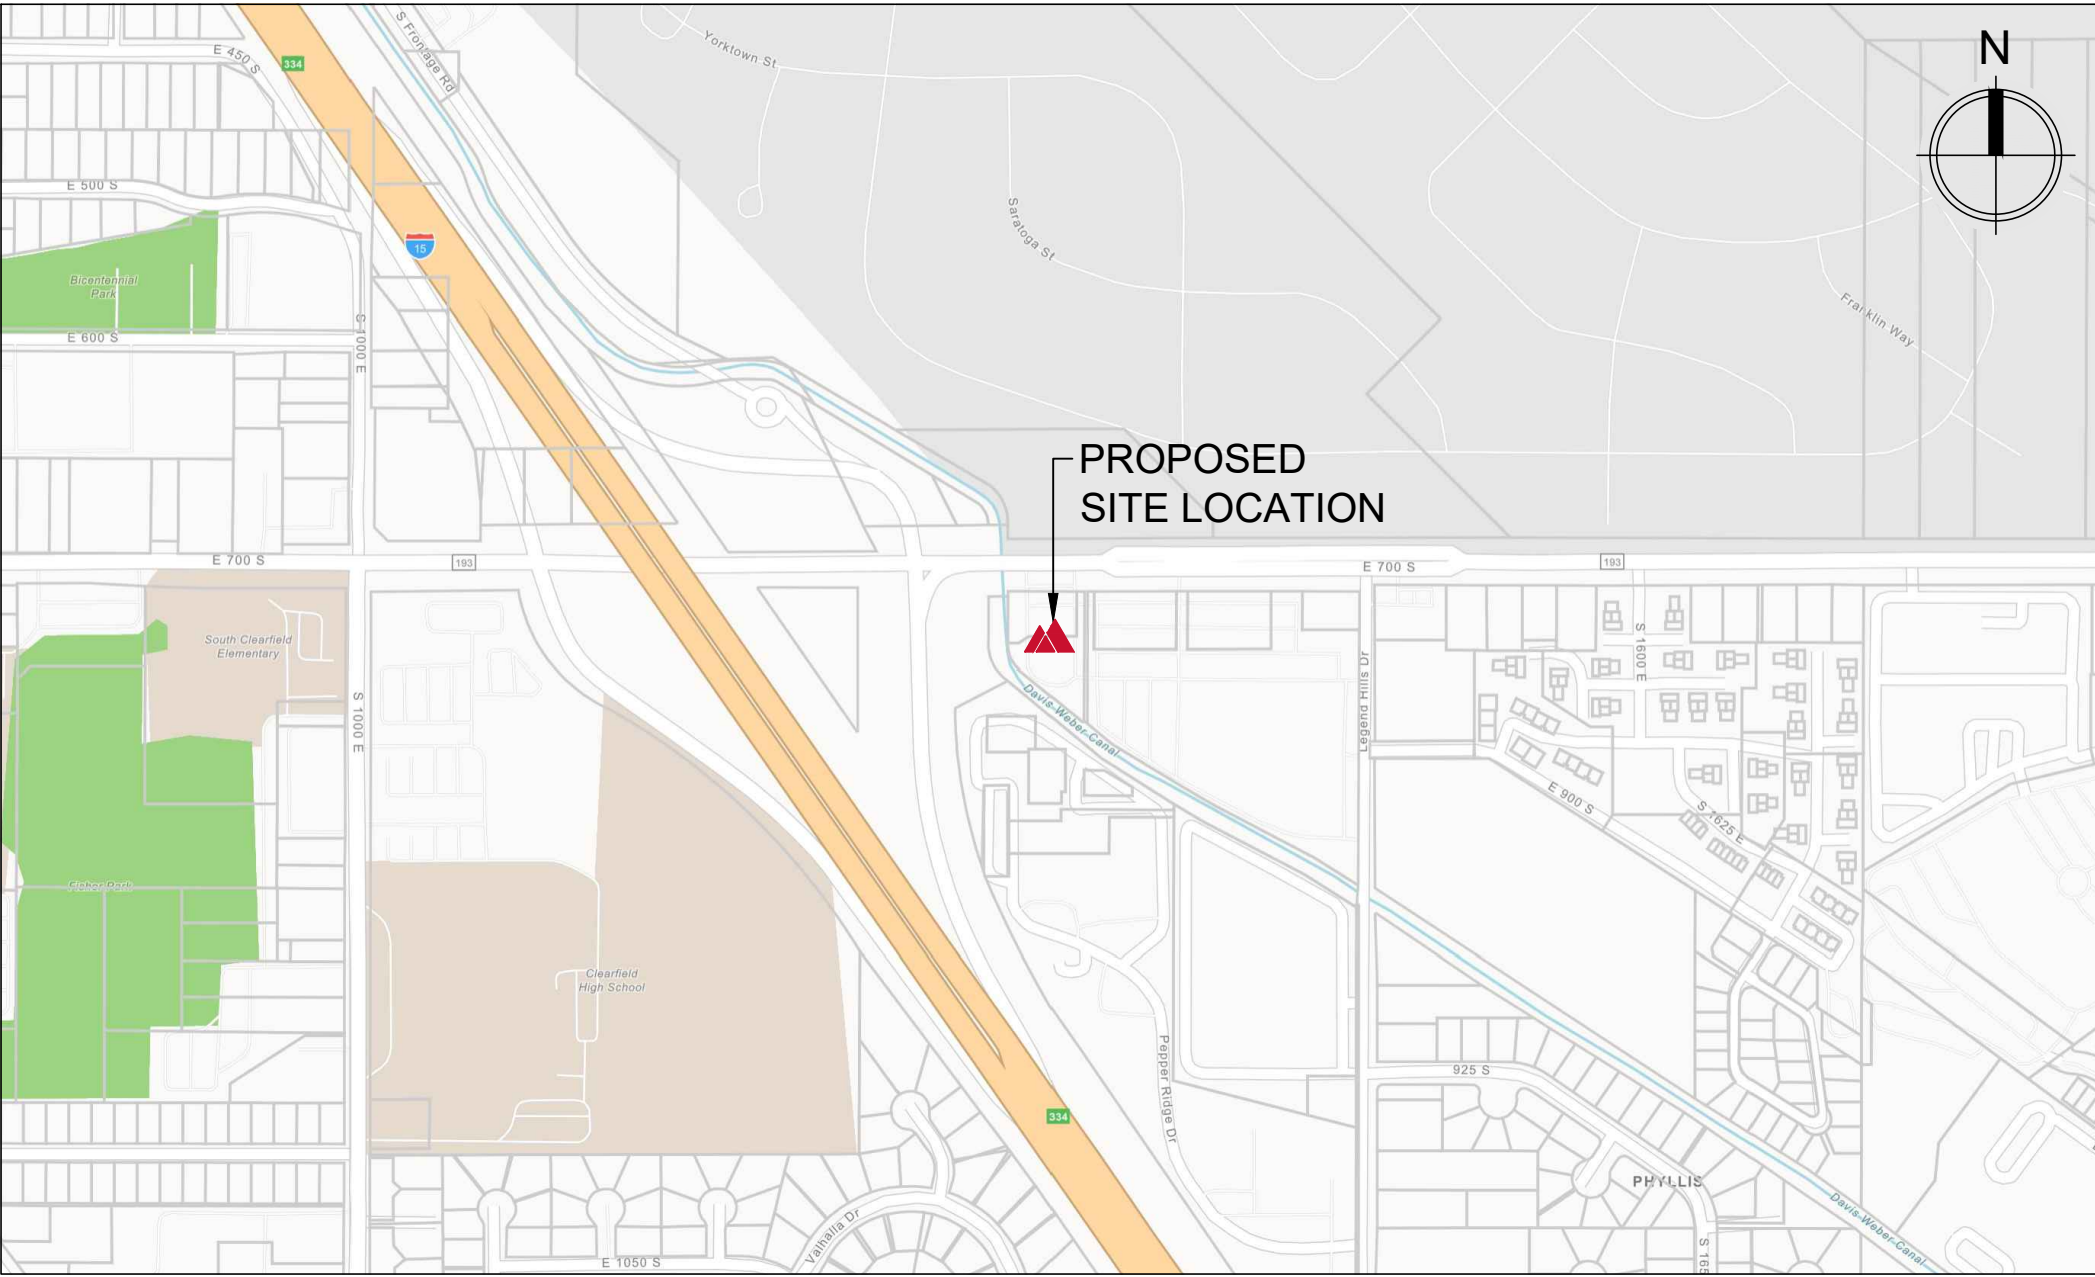 N
S Frontage Rd
Yorktown St
E 450 S
334
E 500 S
Saratoga St
15
Bicentennial
Park
Franklin Way
E 600 S
S 1000 E
PROPOSED
SITE LOCATION
E 700 S
193
E 700 S
193
South Clearfield
Elementary
S 1600 E
Legend Hills Dr
S 1000 E
Davis-Weber Canal
E 900 S
S 1625 E
Fisher Park
Clearfield
High School
Pepper Ridge Dr
925 S
334
PHYLLIS
Valhalla Dr
Davis-Weber Canal
S 165
E 1050 S